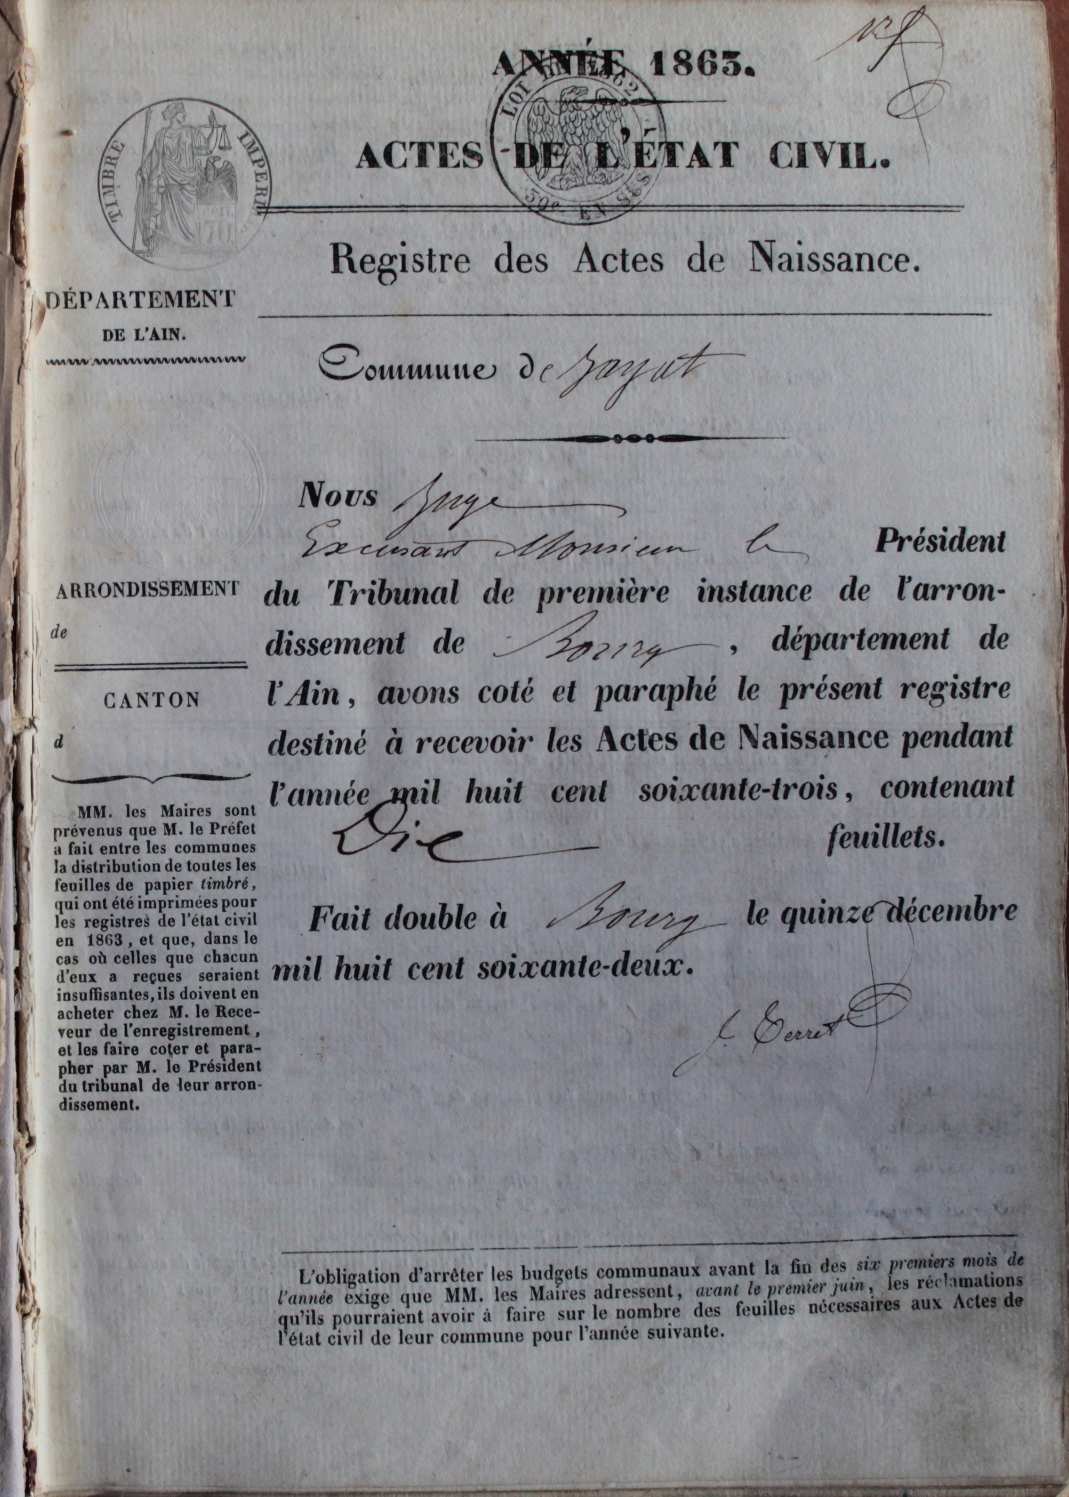 ANNÉE 1863.
ACTES DE L'ÉTAT CIVIL.
TIMBRE IMPÉRIAL
Registre des Actes de Naissance.
DÉPARTEMENT
DE L'AIN.
Commune de Joyat
Nous Juge
Excusant Monsieur le Président
du Tribunal de première instance de l'arron-
dissement de Bourg, département de
l'Ain, avons coté et paraphé le présent registre
destiné à recevoir les Actes de Naissance pendant
l'année mil huit cent soixante-trois, contenant
Dix feuillets.
Fait double à Bourg le quinze décembre
mil huit cent soixante-deux.
J. Perret
ARRONDISSEMENT
de
CANTON
d
MM. les Maires sont
prévenus que M. le Préfet
a fait entre les communes
la distribution de toutes les
feuilles de papier timbré,
qui ont été imprimées pour
les registres de l'état civil
en 1863, et que, dans le
cas où celles que chacun
d'eux a reçues seraient
insuffisantes, ils doivent en
acheter chez M. le Rece-
veur de l'enregistrement,
et les faire coter et para-
pher par M. le Président
du tribunal de leur arron-
dissement.
L'obligation d'arrêter les budgets communaux avant la fin des six premiers mois de
l'année exige que MM. les Maires adressent, avant le premier juin, les réclamations
qu'ils pourraient avoir à faire sur le nombre des feuilles nécessaires aux Actes de
l'état civil de leur commune pour l'année suivante.